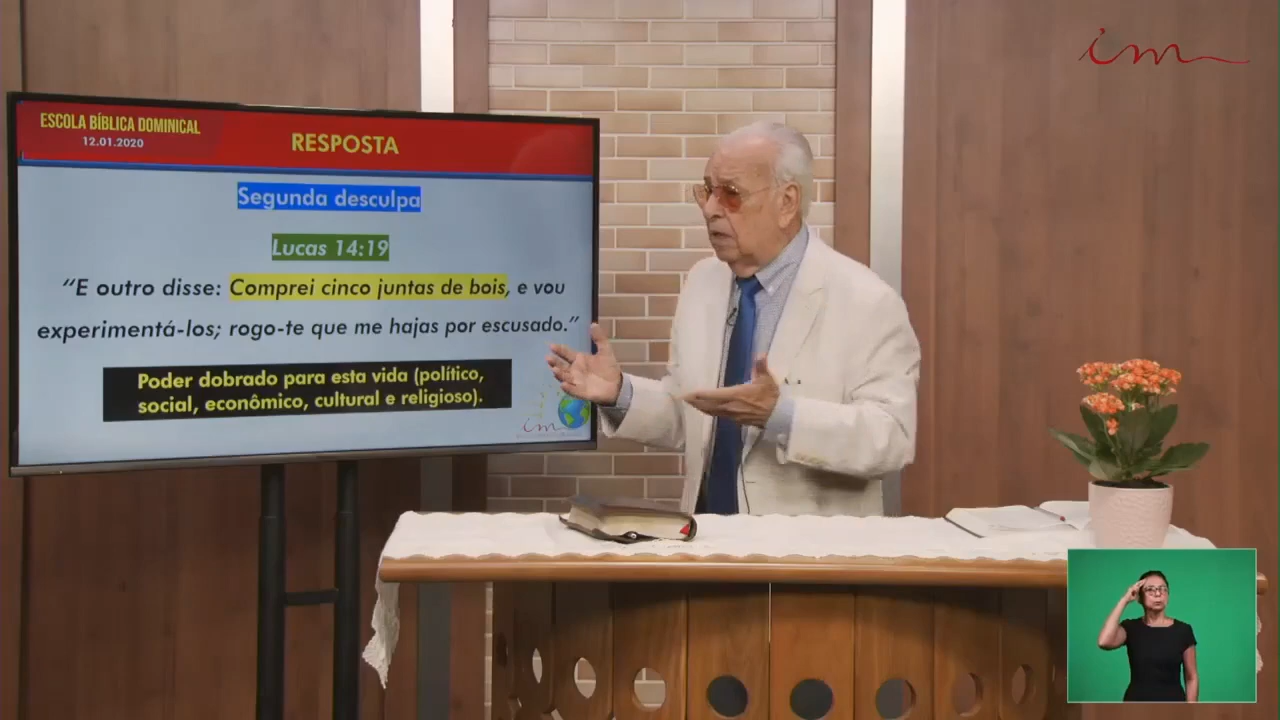 ESCOLA BÍBLICA DOMINICAL
12.01.2020
RESPOSTA
Segunda desculpa
Lucas 14:19
“E outro disse: Comprei cinco juntas de bois, e vou
experimentá-los; rogo-te que me hajas por escusado.”
Poder dobrado para esta vida (político,
social, econômico, cultural e religioso).
im
im